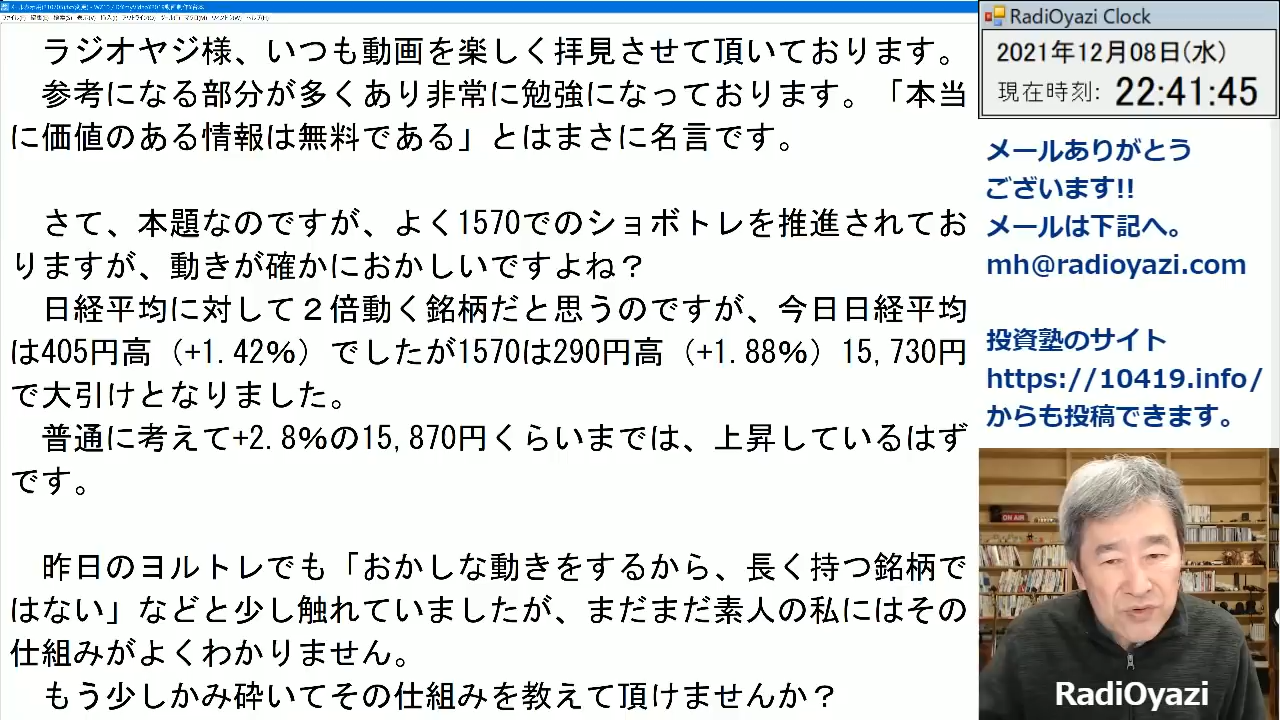 ラジオヤジ様、いつも動画を楽しく拝見させて頂いております。
参考になる部分が多くあり非常に勉強になっております。「本当
に価値のある情報は無料である」とはまさに名言です。
さて、本題なのですが、よく1570でのショボトレを推進されてお
りますが、動きが確かにおかしいですよね?
日経平均に対して2倍動く銘柄だと思うのですが、今日日経平均
は405円高(+1.42%)でしたが1570は290円高(+1.88%)15,730円
で大引けとなりました。
普通に考えて+2.8%の15,870円くらいまでは、上昇しているはず
です。
昨日のヨルトレでも「おかしな動きをするから、長く持つ銘柄で
はない」などと少し触れていましたが、まだまだ素人の私にはその
仕組みがよくわかりません。
もう少しかみ砕いてその仕組みを教えて頂けませんか?
RadiOyazi Clock
2021年12月08日(水)
現在時刻: 22:41:45
メールありがとう
ございます!!
メールは下記へ。
mh@radioyazi.com
投資塾のサイト
https://10419.info/
からも投稿できます。
ON AIR
RadiOyazi